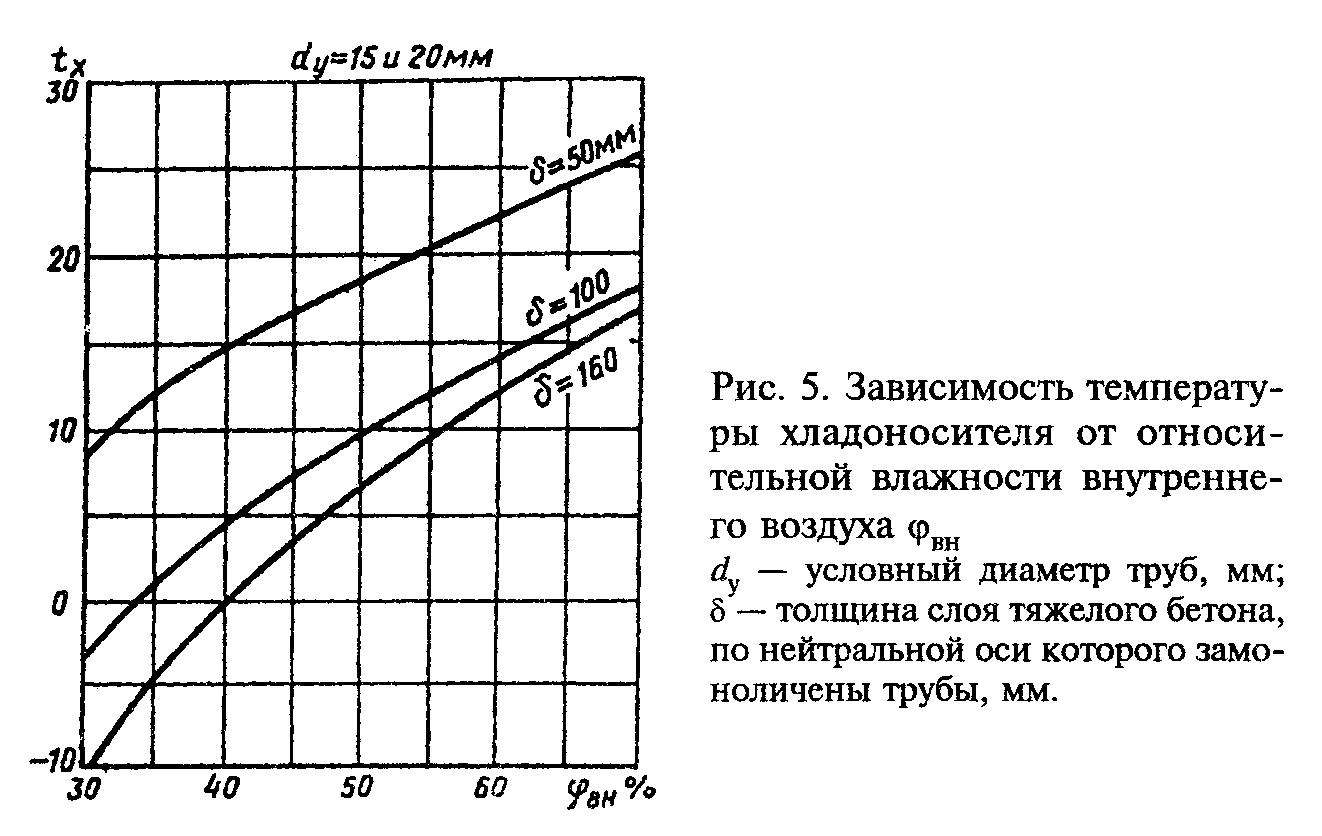 tₓ
dу=15 и 20мм
30
δ=50мм
20
δ=100
δ=160
10
0
-10
30
40
50
60
φвн %
Рис. 5. Зависимость температу-
ры хладоносителя от относи-
тельной влажности внутренне-
го воздуха φвн
dу — условный диаметр труб, мм;
δ — толщина слоя тяжелого бетона,
по нейтральной оси которого замо-
ноличены трубы, мм.